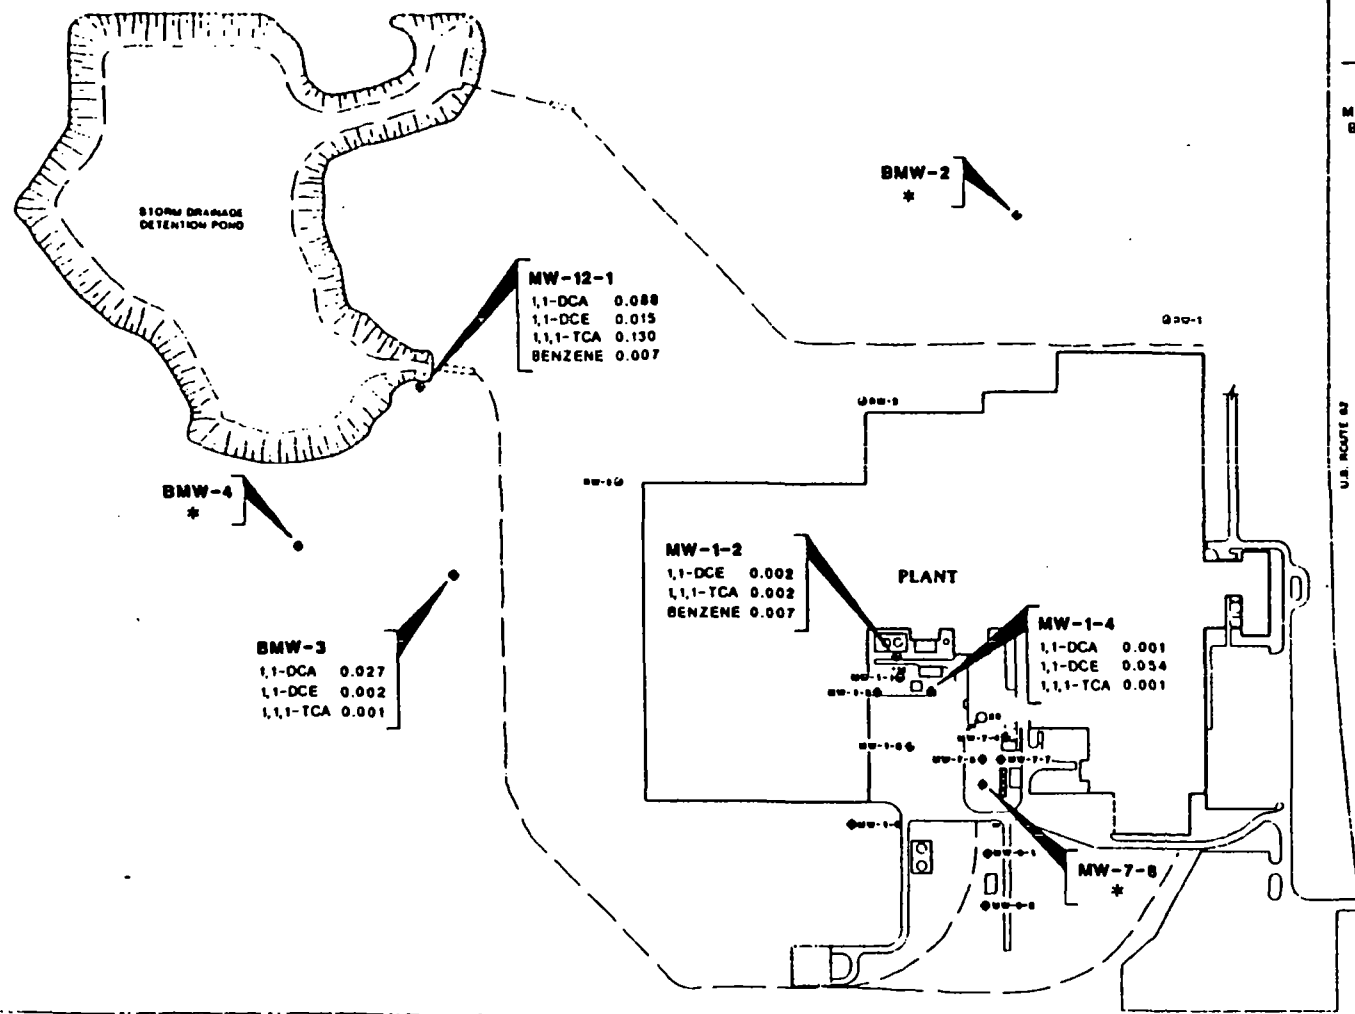 BMW-2
*
STORM DRAINAGE
DETENTION POND
MW-12-1
1,1-DCA 0.088
1,1-DCE 0.015
1,1,1-TCA 0.130
BENZENE 0.007
U.S. ROUTE 62
BMW-4
*
MW-1-2
1,1-DCE 0.002
1,1,1-TCA 0.002
BENZENE 0.007
PLANT
MW-1-4
1,1-DCA 0.001
1,1-DCE 0.054
1,1,1-TCA 0.001
BMW-3
1,1-DCA 0.027
1,1-DCE 0.002
1,1,1-TCA 0.001
MW-7-7
MW-7-8
*